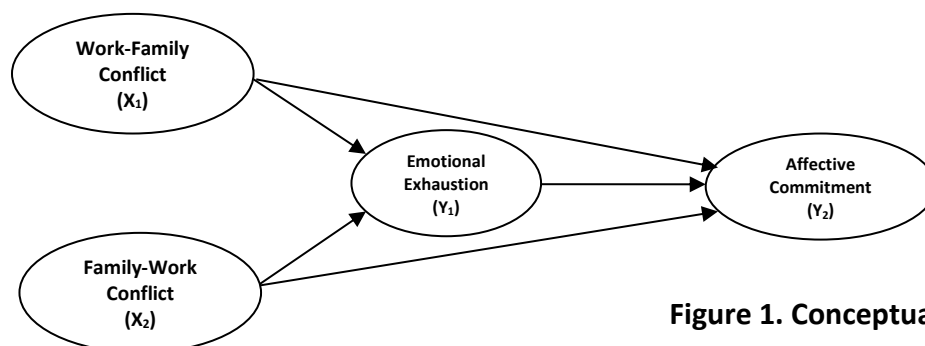 Work-Family
Conflict
(X₁)
Emotional
Exhaustion
(Y₁)
Affective
Commitment
(Y₂)
Family-Work
Conflict
(X₂)
Figure 1. Conceptua